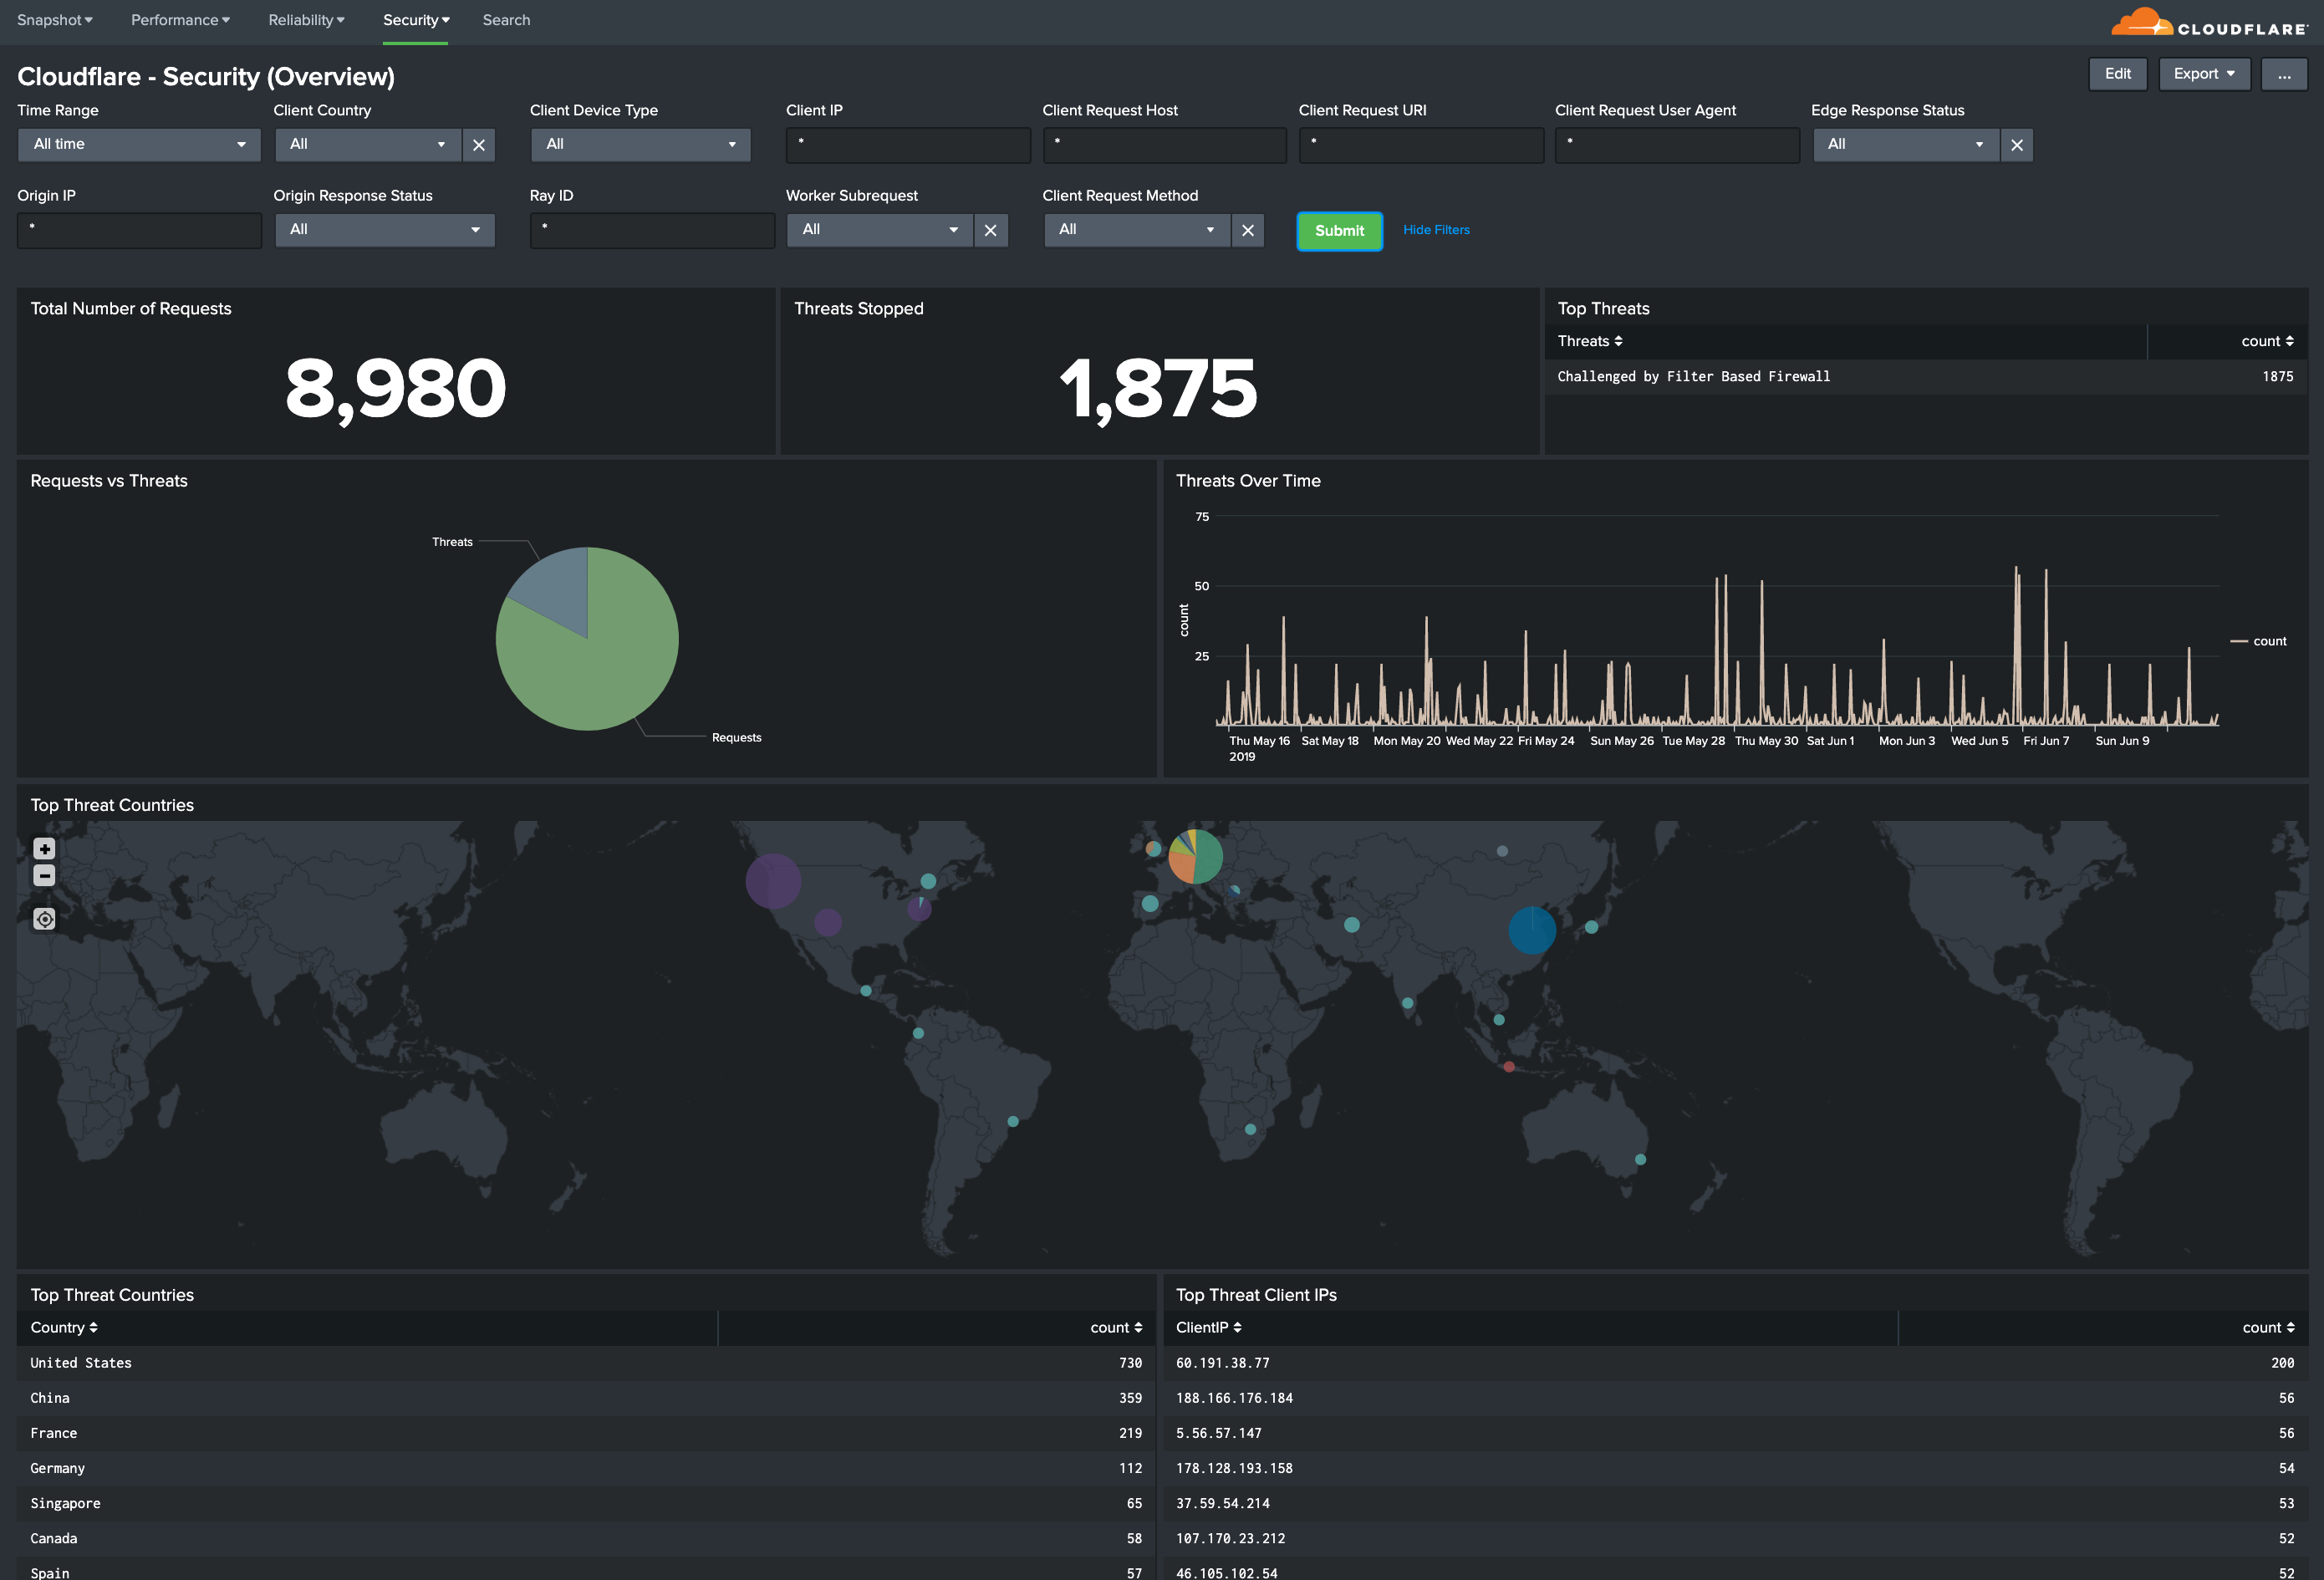 Snapshot Performance Reliability Security Search
CLOUDFLARE
Cloudflare - Security (Overview)
Edit Export ...
Time Range Client Country Client Device Type Client IP Client Request Host Client Request URI Client Request User Agent Edge Response Status
All time All All * * * * All
Origin IP Origin Response Status Ray ID Worker Subrequest Client Request Method
* All * All All Submit Hide Filters
Total Number of Requests
8,980
Threats Stopped
1,875
Top Threats
Threats count
Challenged by Filter Based Firewall 1875
Requests vs Threats
Threats
Requests
Threats Over Time
75
50
25
count
count
Thu May 16 Sat May 18 Mon May 20 Wed May 22 Fri May 24 Sun May 26 Tue May 28 Thu May 30 Sat Jun 1 Mon Jun 3 Wed Jun 5 Fri Jun 7 Sun Jun 9
2019
Top Threat Countries
Top Threat Countries
Country count
United States 730
China 359
France 219
Germany 112
Singapore 65
Canada 58
Spain 57
Top Threat Client IPs
ClientIP count
60.191.38.77 200
188.166.176.184 56
5.56.57.147 56
178.128.193.158 54
37.59.54.214 53
107.170.23.212 52
46.105.102.54 52